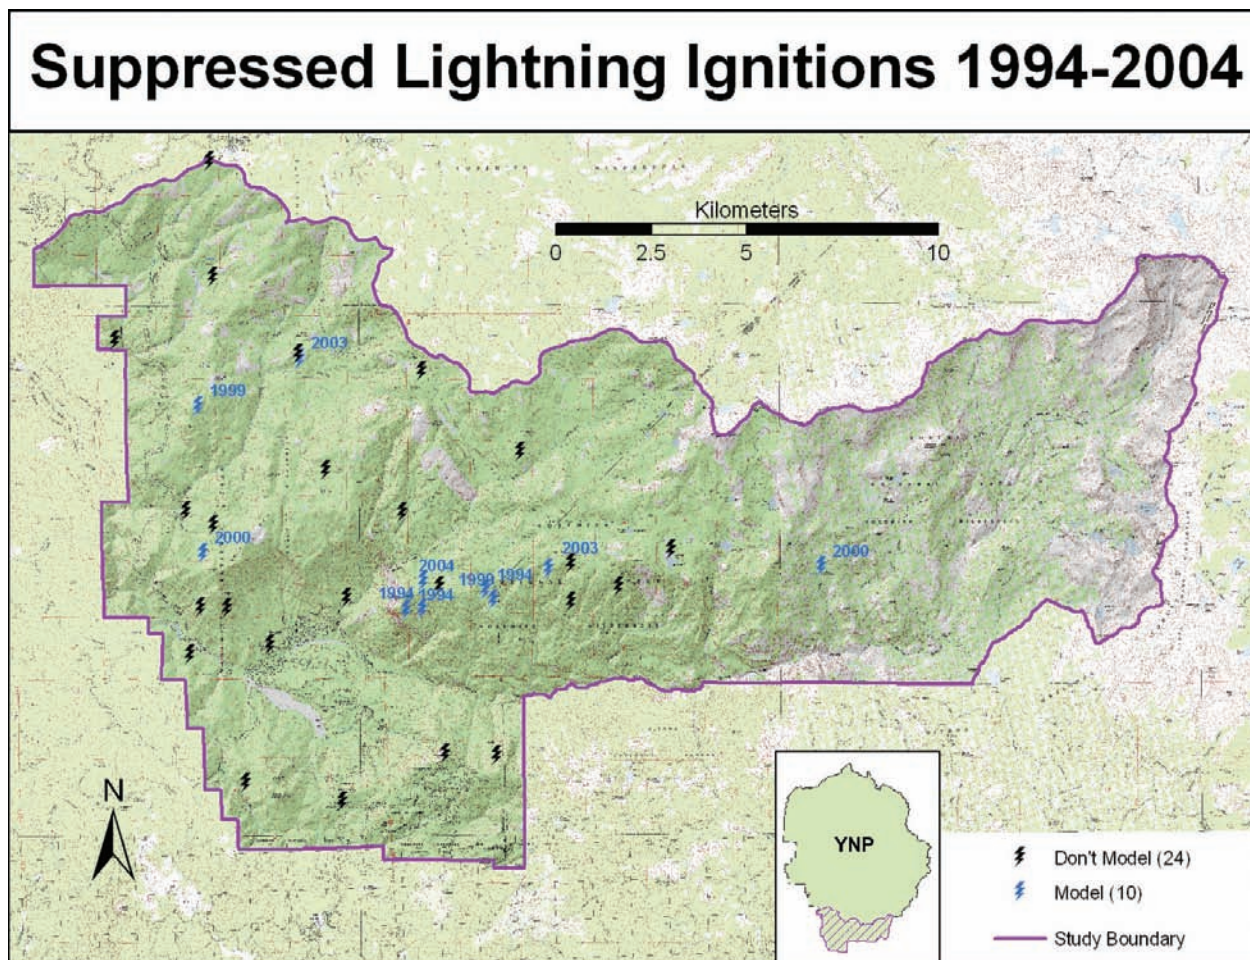 Suppressed Lightning Ignitions 1994-2004
Kilometers
0 2.5 5 10
2003
1999
2000
2004
1999
1994
2003
2000
1994
1994
N
YNP
Don't Model (24)
Model (10)
Study Boundary